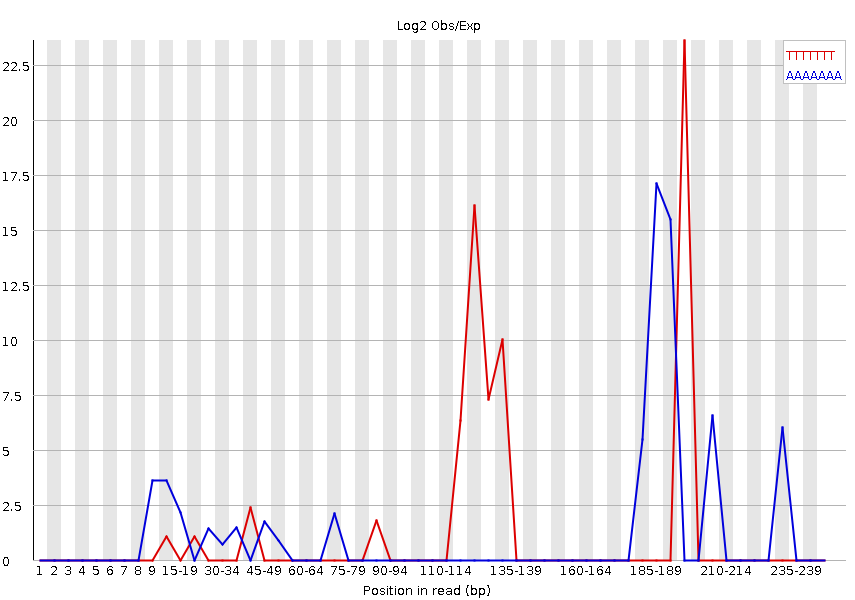 Log2 Obs/Exp
TTTTTTT
AAAAAAA
22.5
20
17.5
15
12.5
10
7.5
5
2.5
0
1 2 3 4 5 6 7 8 9 15-19 30-34 45-49 60-64 75-79 90-94 110-114 135-139 160-164 185-189 210-214 235-239
Position in read (bp)